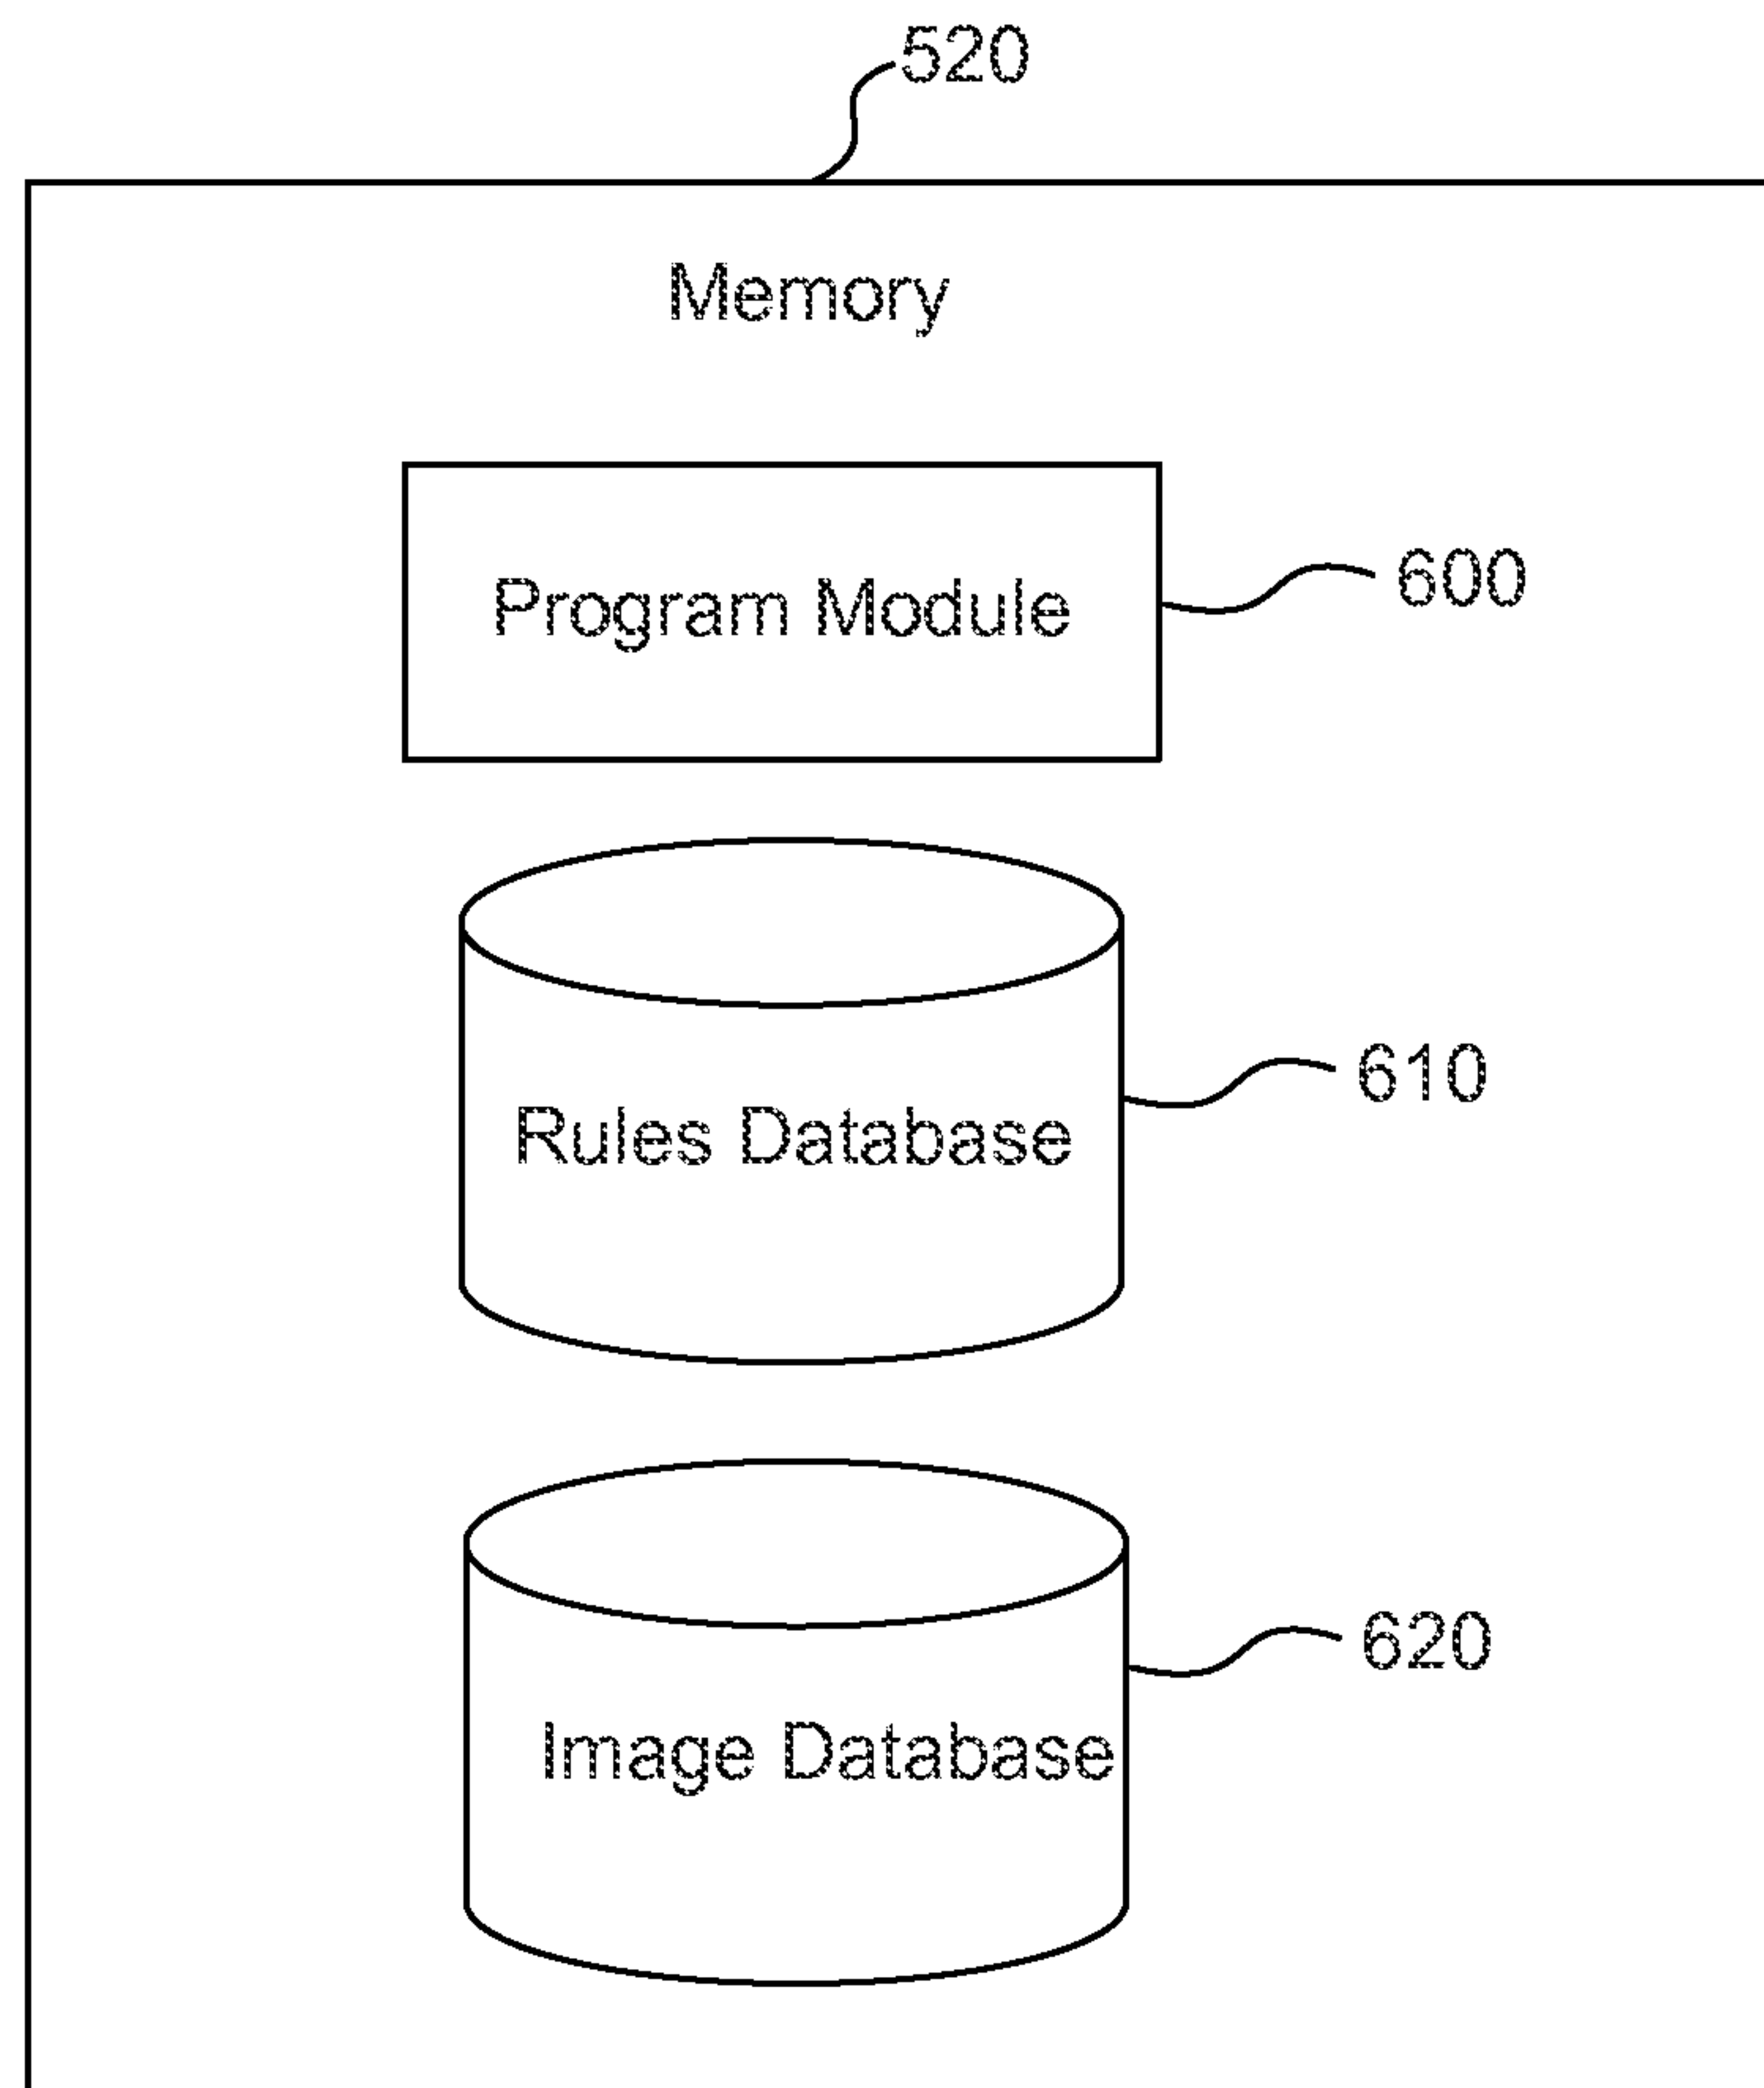 520
Memory
Program Module
600
610
Rules Database
620
Image Database